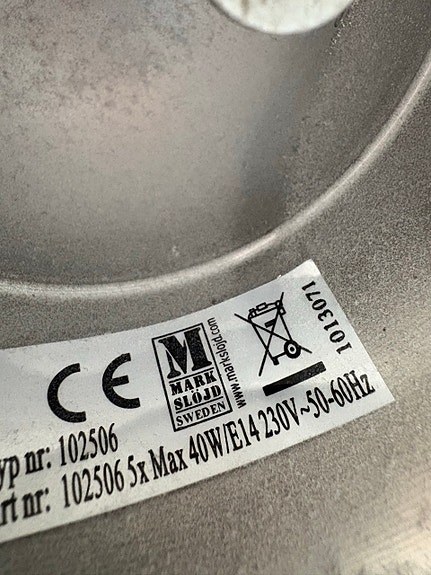 CE
M
MARK
SLÖJD
SWEDEN
www.markslojd.com
1013071
yp nr: 102506
rt nr: 102506 5x Max 40W/E14 230V~50-60Hz